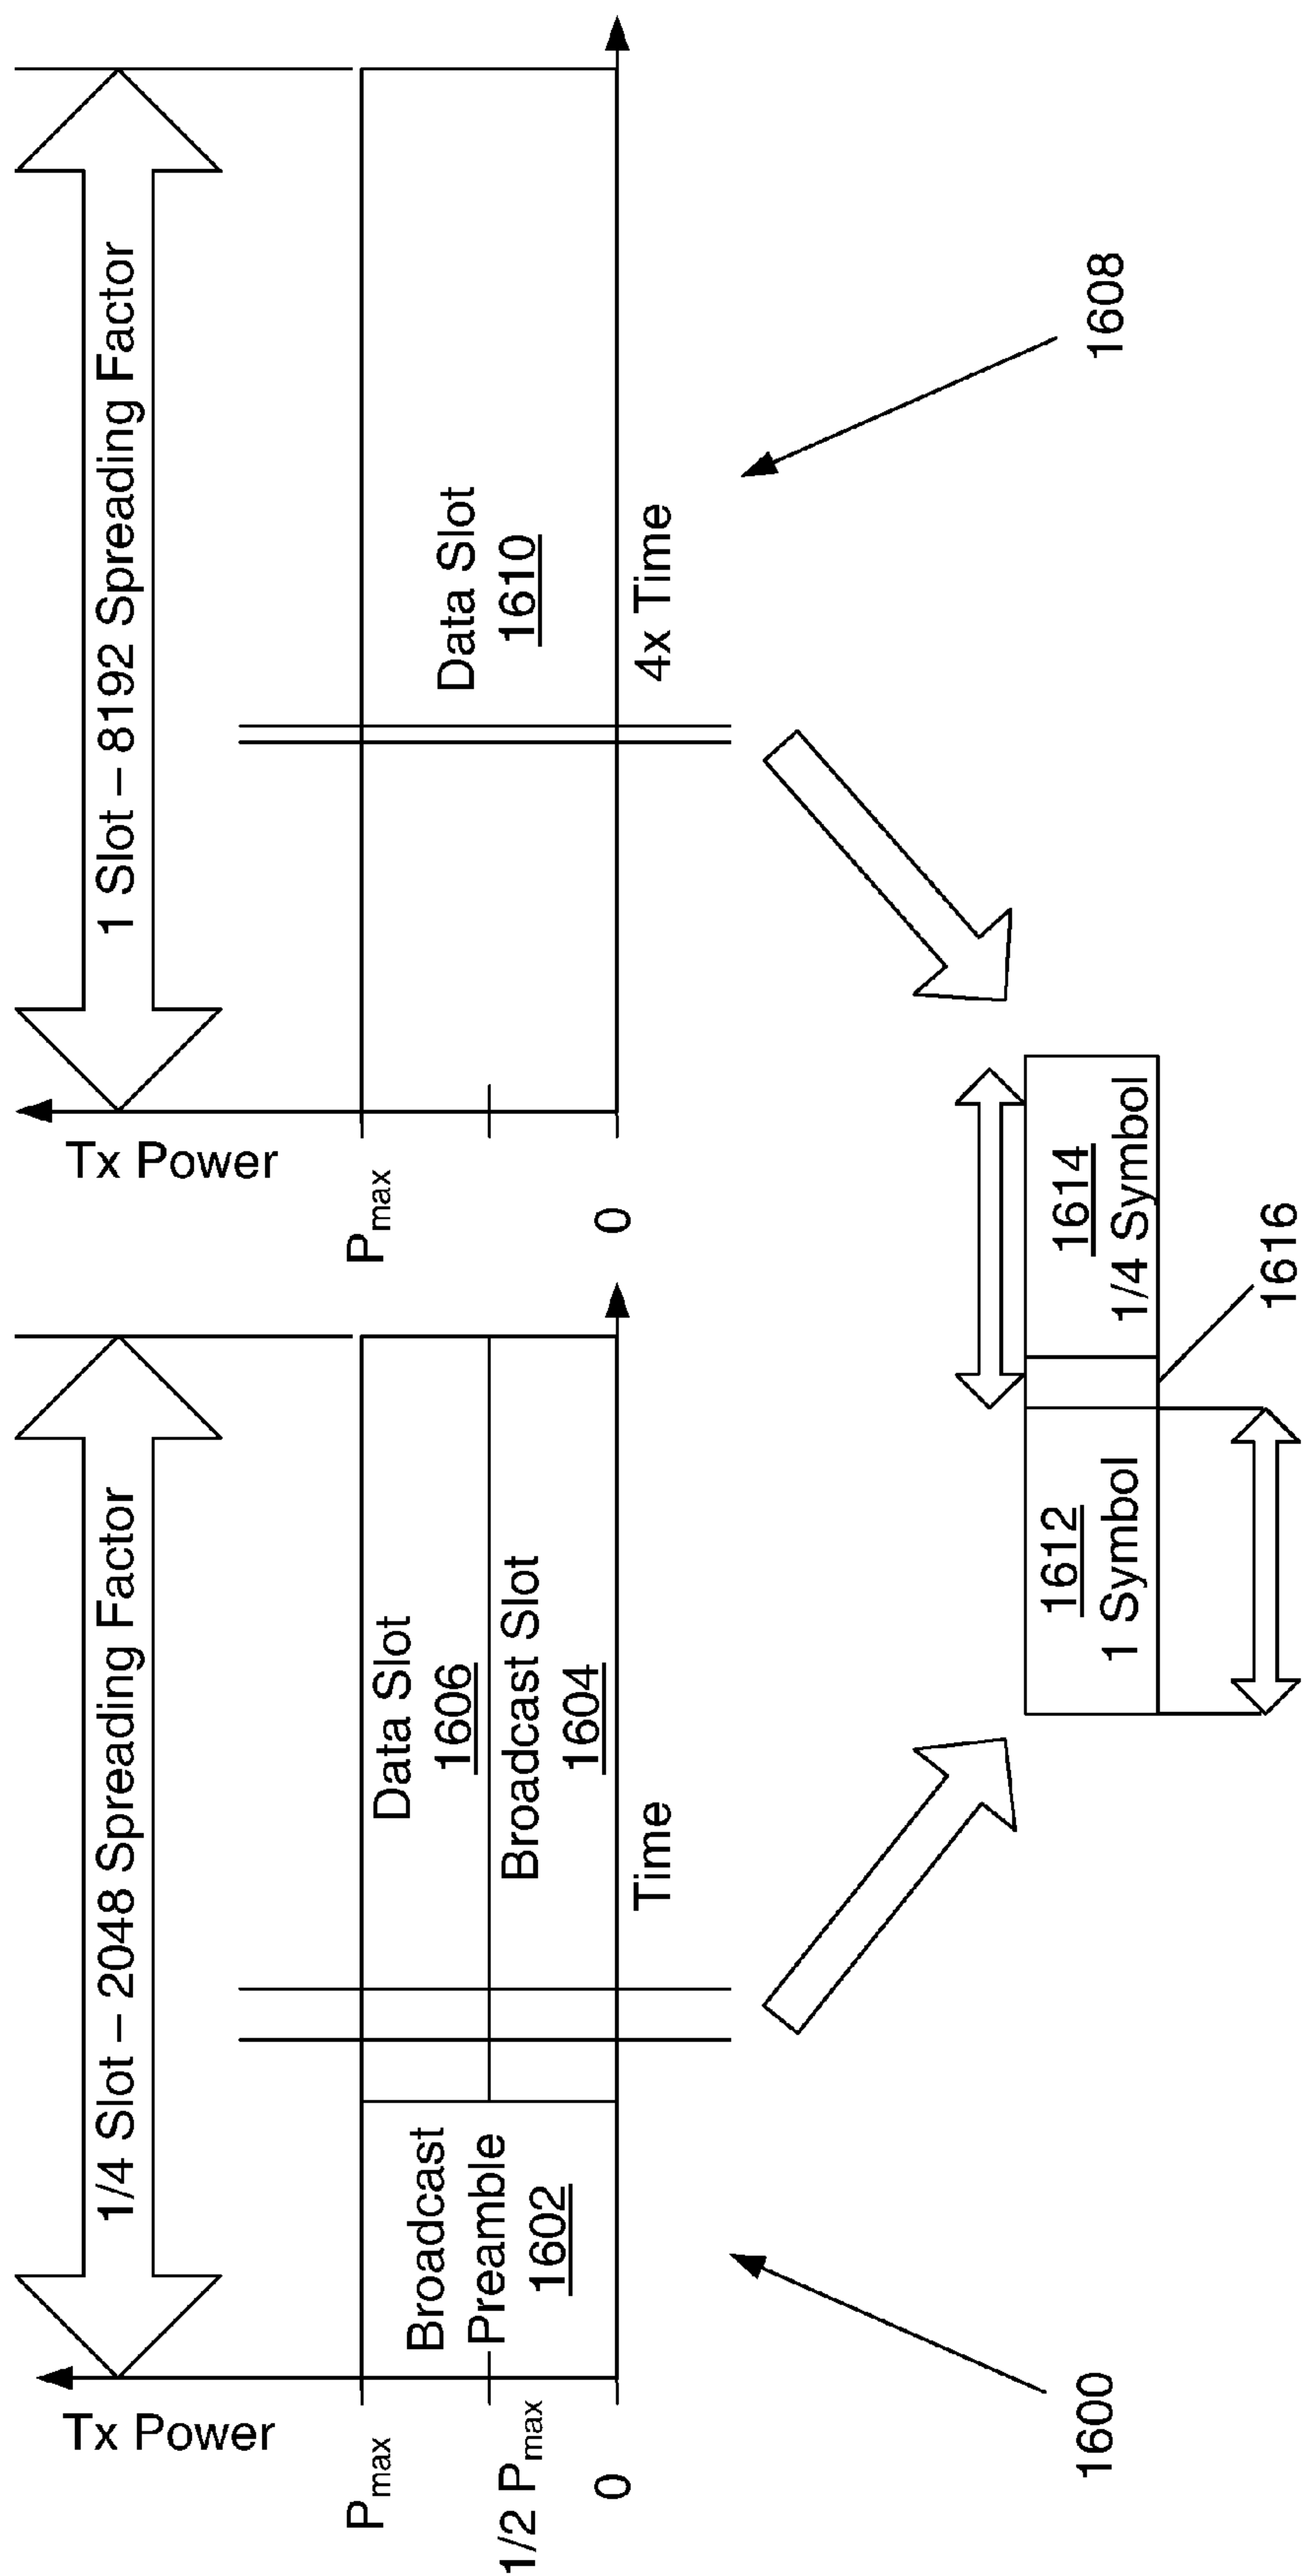 1/4 Slot – 2048 Spreading Factor
Tx Power
P max
1/2 P max
0
Broadcast
Preamble
1602
Data Slot
1606
Broadcast Slot
1604
Time
1600
1 Slot – 8192 Spreading Factor
Tx Power
P max
0
Data Slot
1610
4x Time
1608
1612
1 Symbol
1614
1/4 Symbol
1616